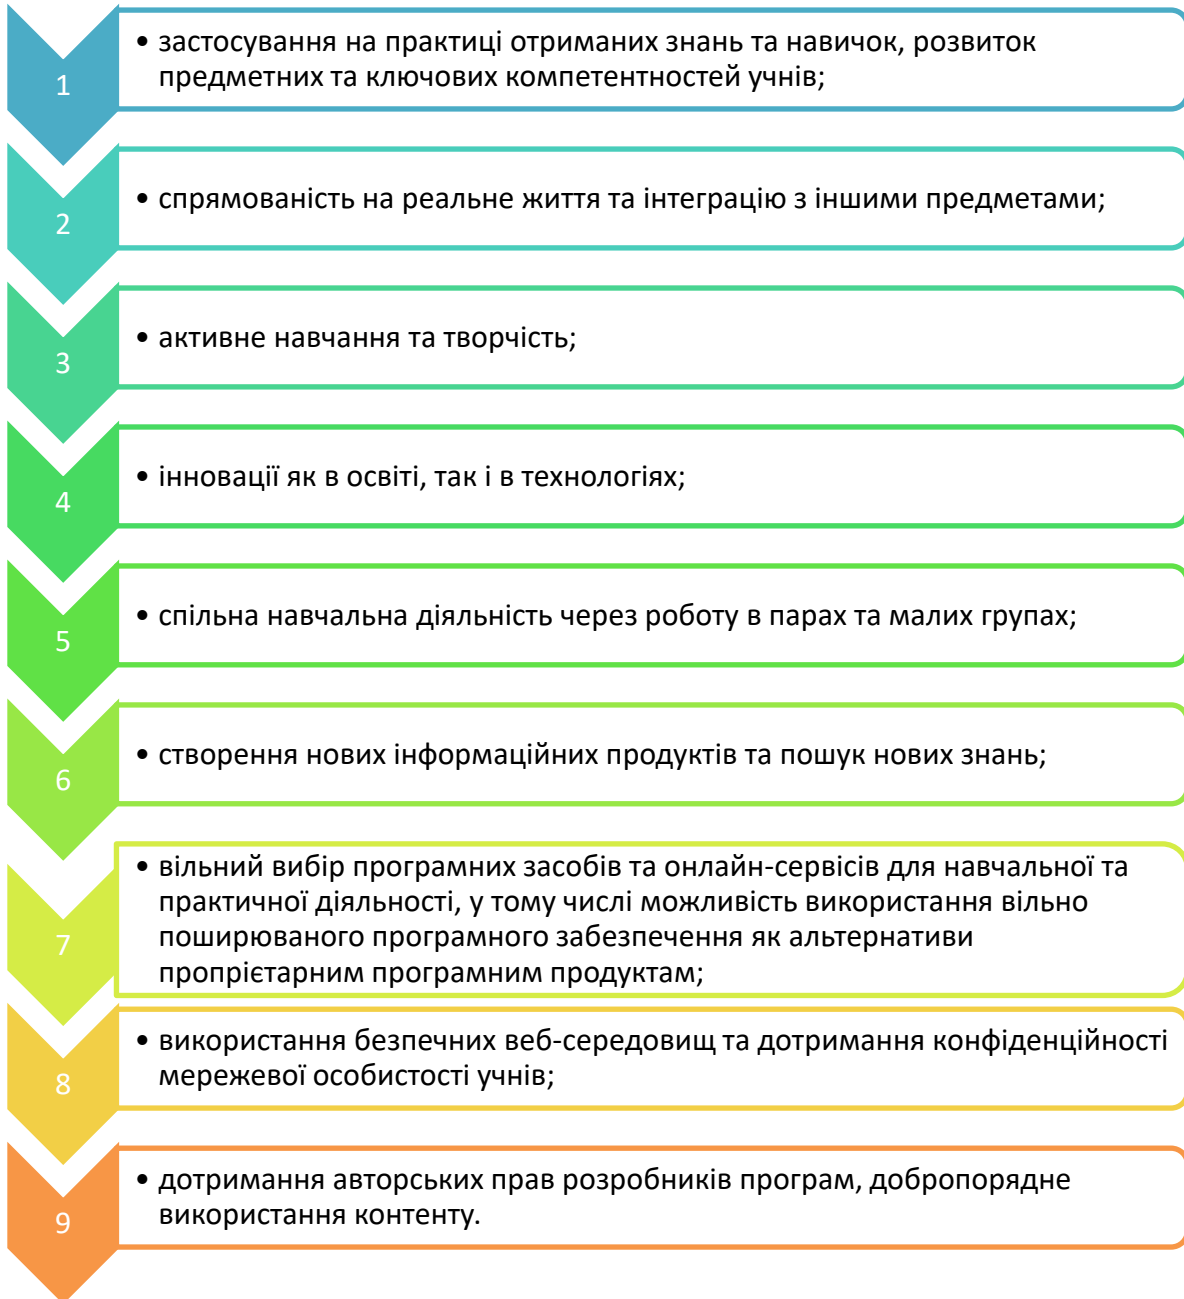 1
• застосування на практиці отриманих знань та навичок, розвиток
предметних та ключових компетентностей учнів;
2
• спрямованість на реальне життя та інтеграцію з іншими предметами;
3
• активне навчання та творчість;
4
• інновації як в освіті, так і в технологіях;
5
• спільна навчальна діяльність через роботу в парах та малих групах;
6
• створення нових інформаційних продуктів та пошук нових знань;
7
• вільний вибір програмних засобів та онлайн-сервісів для навчальної та
практичної діяльності, у тому числі можливість використання вільно
поширюваного програмного забезпечення як альтернативи
пропрієтарним програмним продуктам;
8
• використання безпечних веб-середовищ та дотримання конфіденційності
мережевої особистості учнів;
9
• дотримання авторських прав розробників програм, добропорядне
використання контенту.